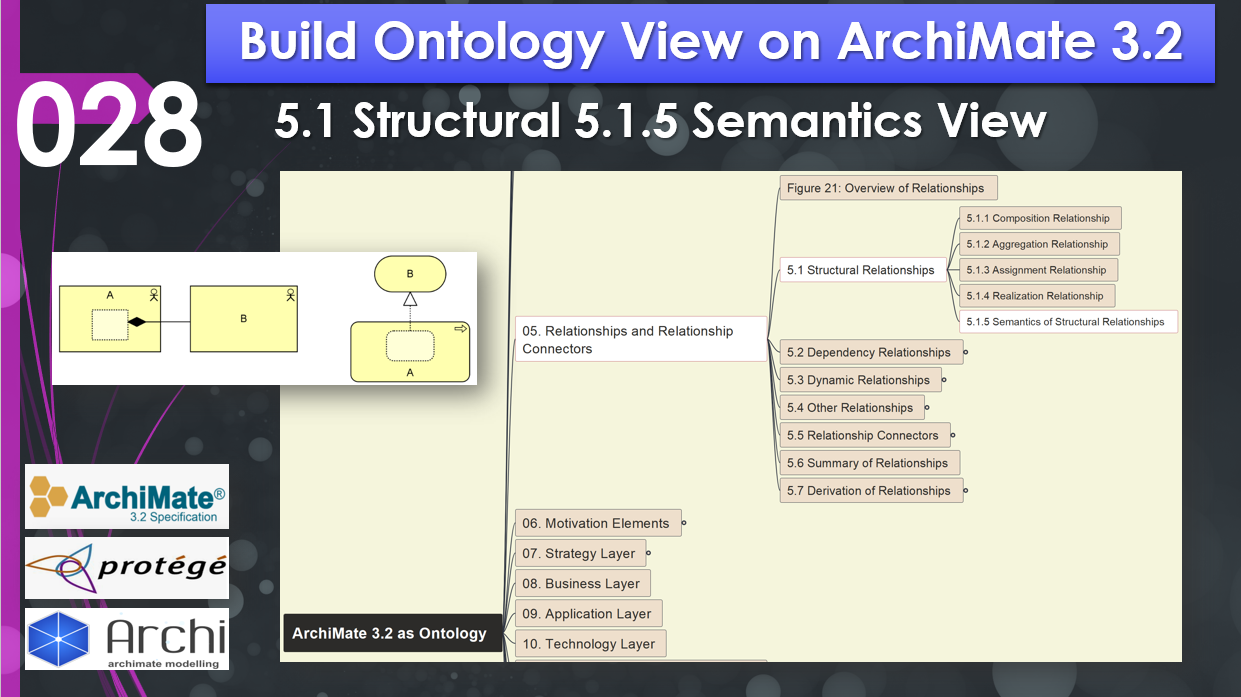 Build Ontology View on ArchiMate 3.2
028
5.1 Structural 5.1.5 Semantics View
Figure 21: Overview of Relationships
5.1 Structural Relationships
5.1.1 Composition Relationship
5.1.2 Aggregation Relationship
5.1.3 Assignment Relationship
5.1.4 Realization Relationship
5.1.5 Semantics of Structural Relationships
05. Relationships and Relationship
Connectors
5.2 Dependency Relationships
5.3 Dynamic Relationships
5.4 Other Relationships
5.5 Relationship Connectors
5.6 Summary of Relationships
5.7 Derivation of Relationships
06. Motivation Elements
07. Strategy Layer
08. Business Layer
09. Application Layer
10. Technology Layer
ArchiMate 3.2 as Ontology
A
B
B
A
ArchiMate®
3.2 Specification
protégé
Archi
archimate modelling